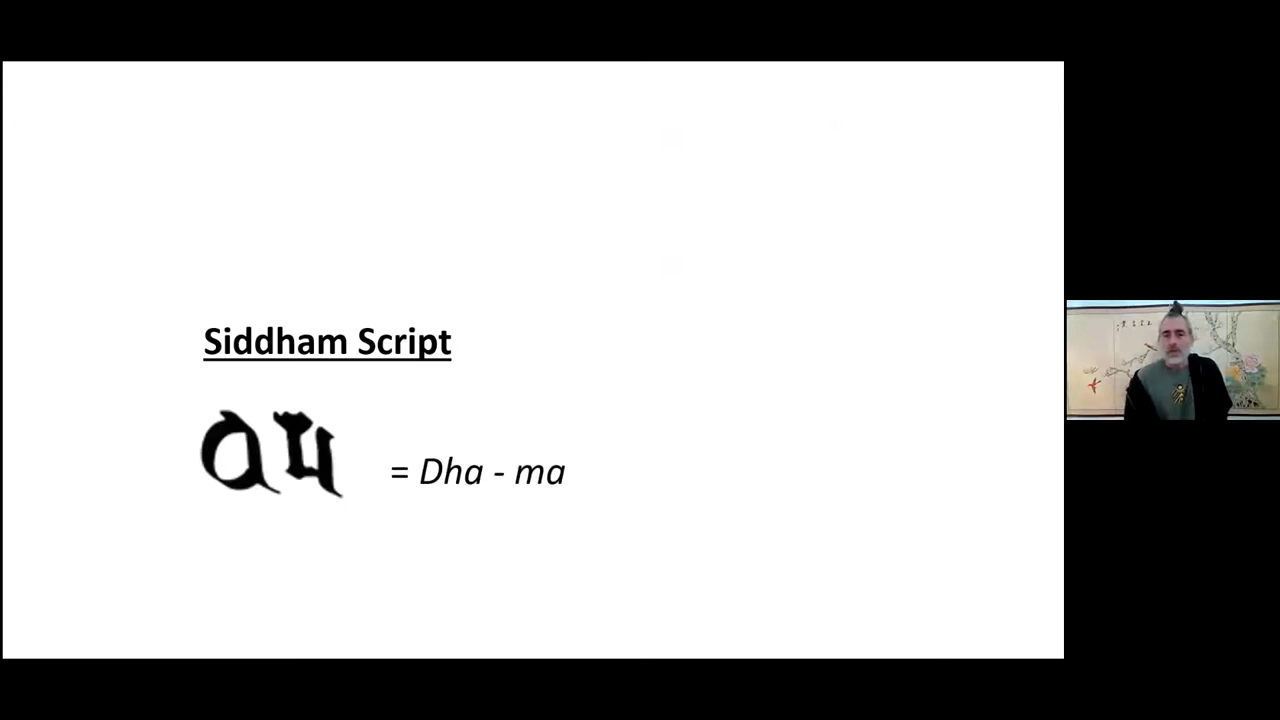 Siddham Script
𑖠𑖦 = Dha - ma